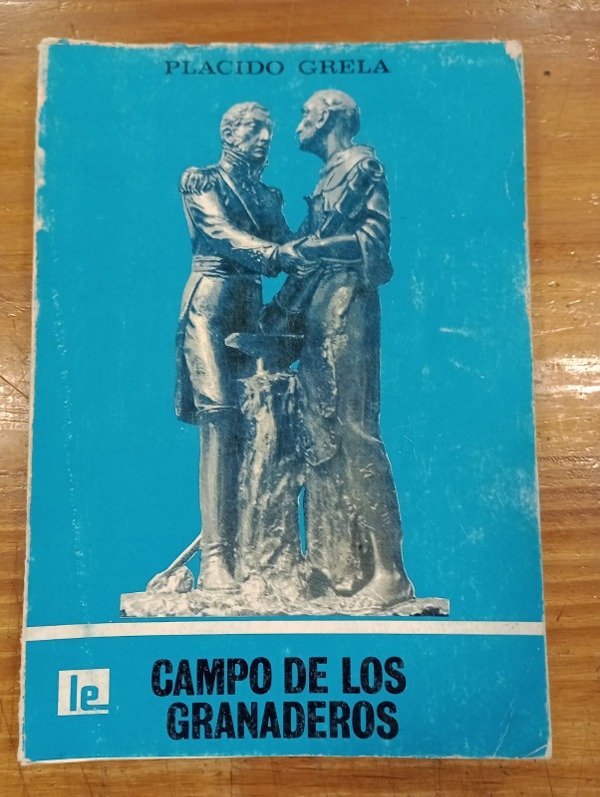 PLACIDO GRELA
le
CAMPO DE LOS
GRANADEROS